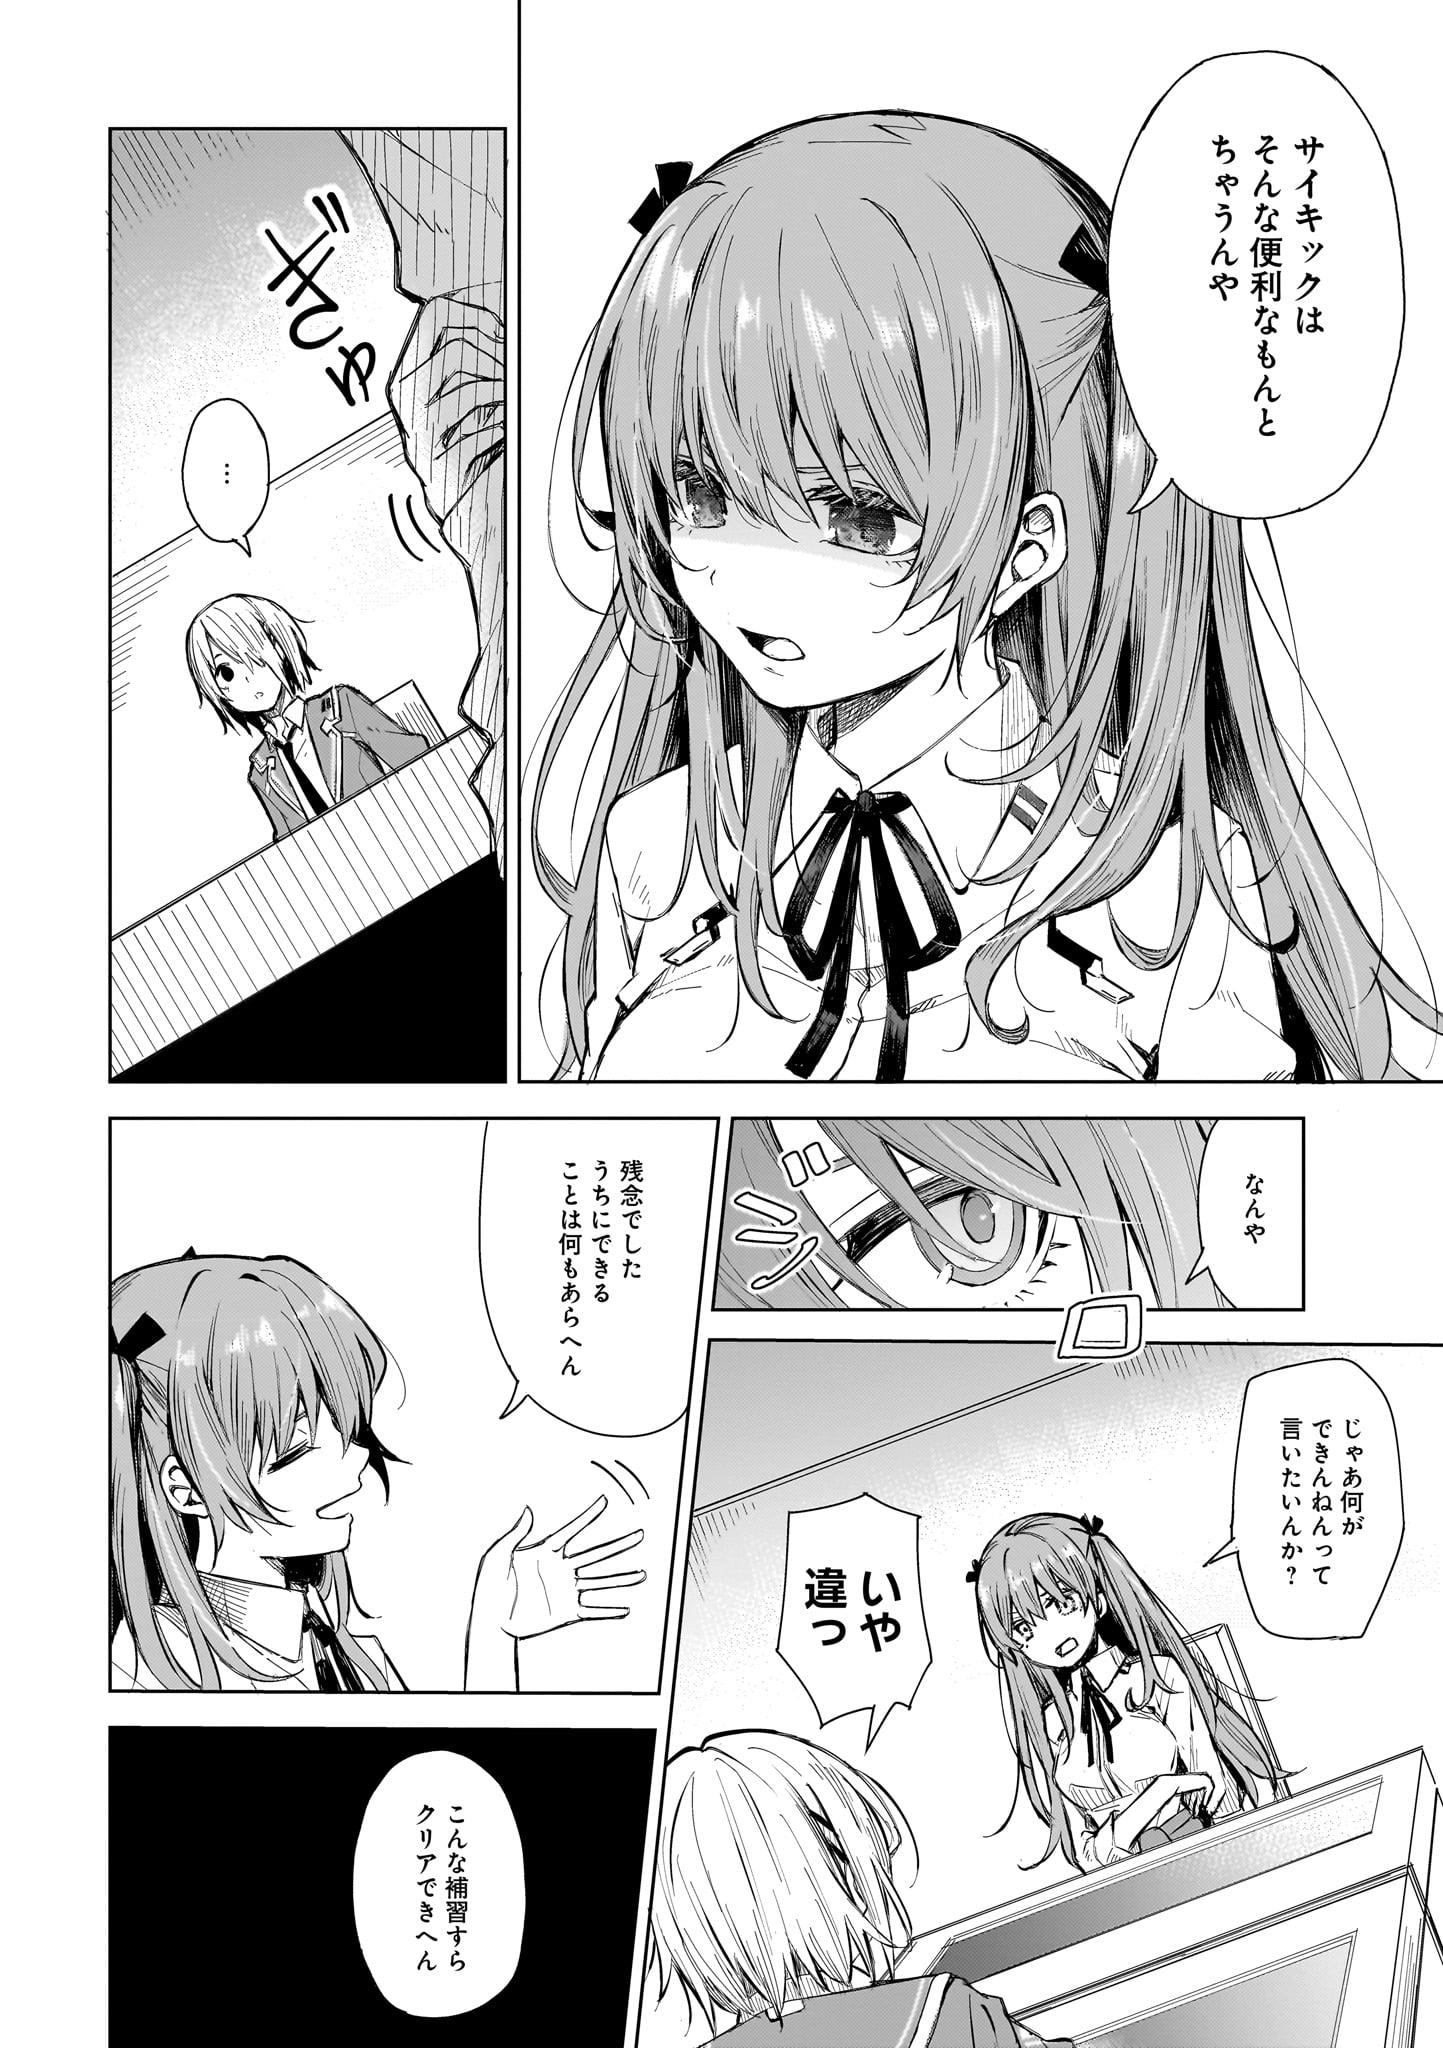 サイキックは
そんな便利なもんと
ちゃうんや
ぎゅ
…
なんや
ジロ
じゃあ何が
できんねんって
言いたいんか？
いや
違っ
残念でした
うちにできる
ことは何もあらへん
こんな補習すら
クリアできへん